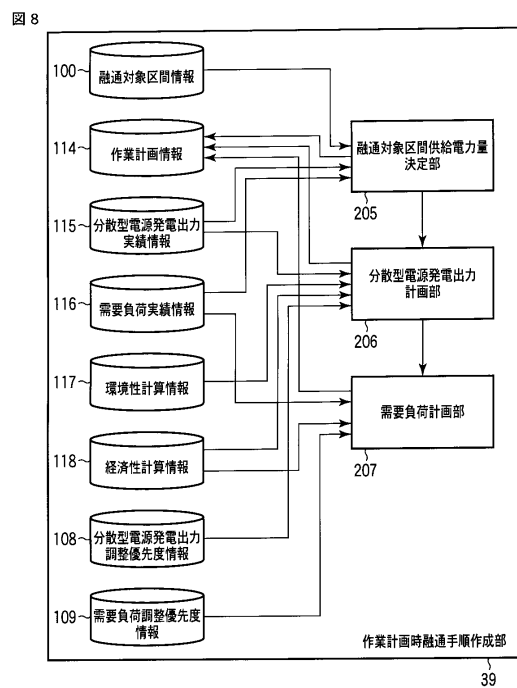 図 8
100
融通対象区間情報
114
作業計画情報
115
分散型電源発電出力
実績情報
116
需要負荷実績情報
117
環境性計算情報
118
経済性計算情報
108
分散型電源発電出力
調整優先度情報
109
需要負荷調整優先度
情報
融通対象区間供給電力量
決定部
205
分散型電源発電出力
計画部
206
需要負荷計画部
207
作業計画時融通手順作成部
39